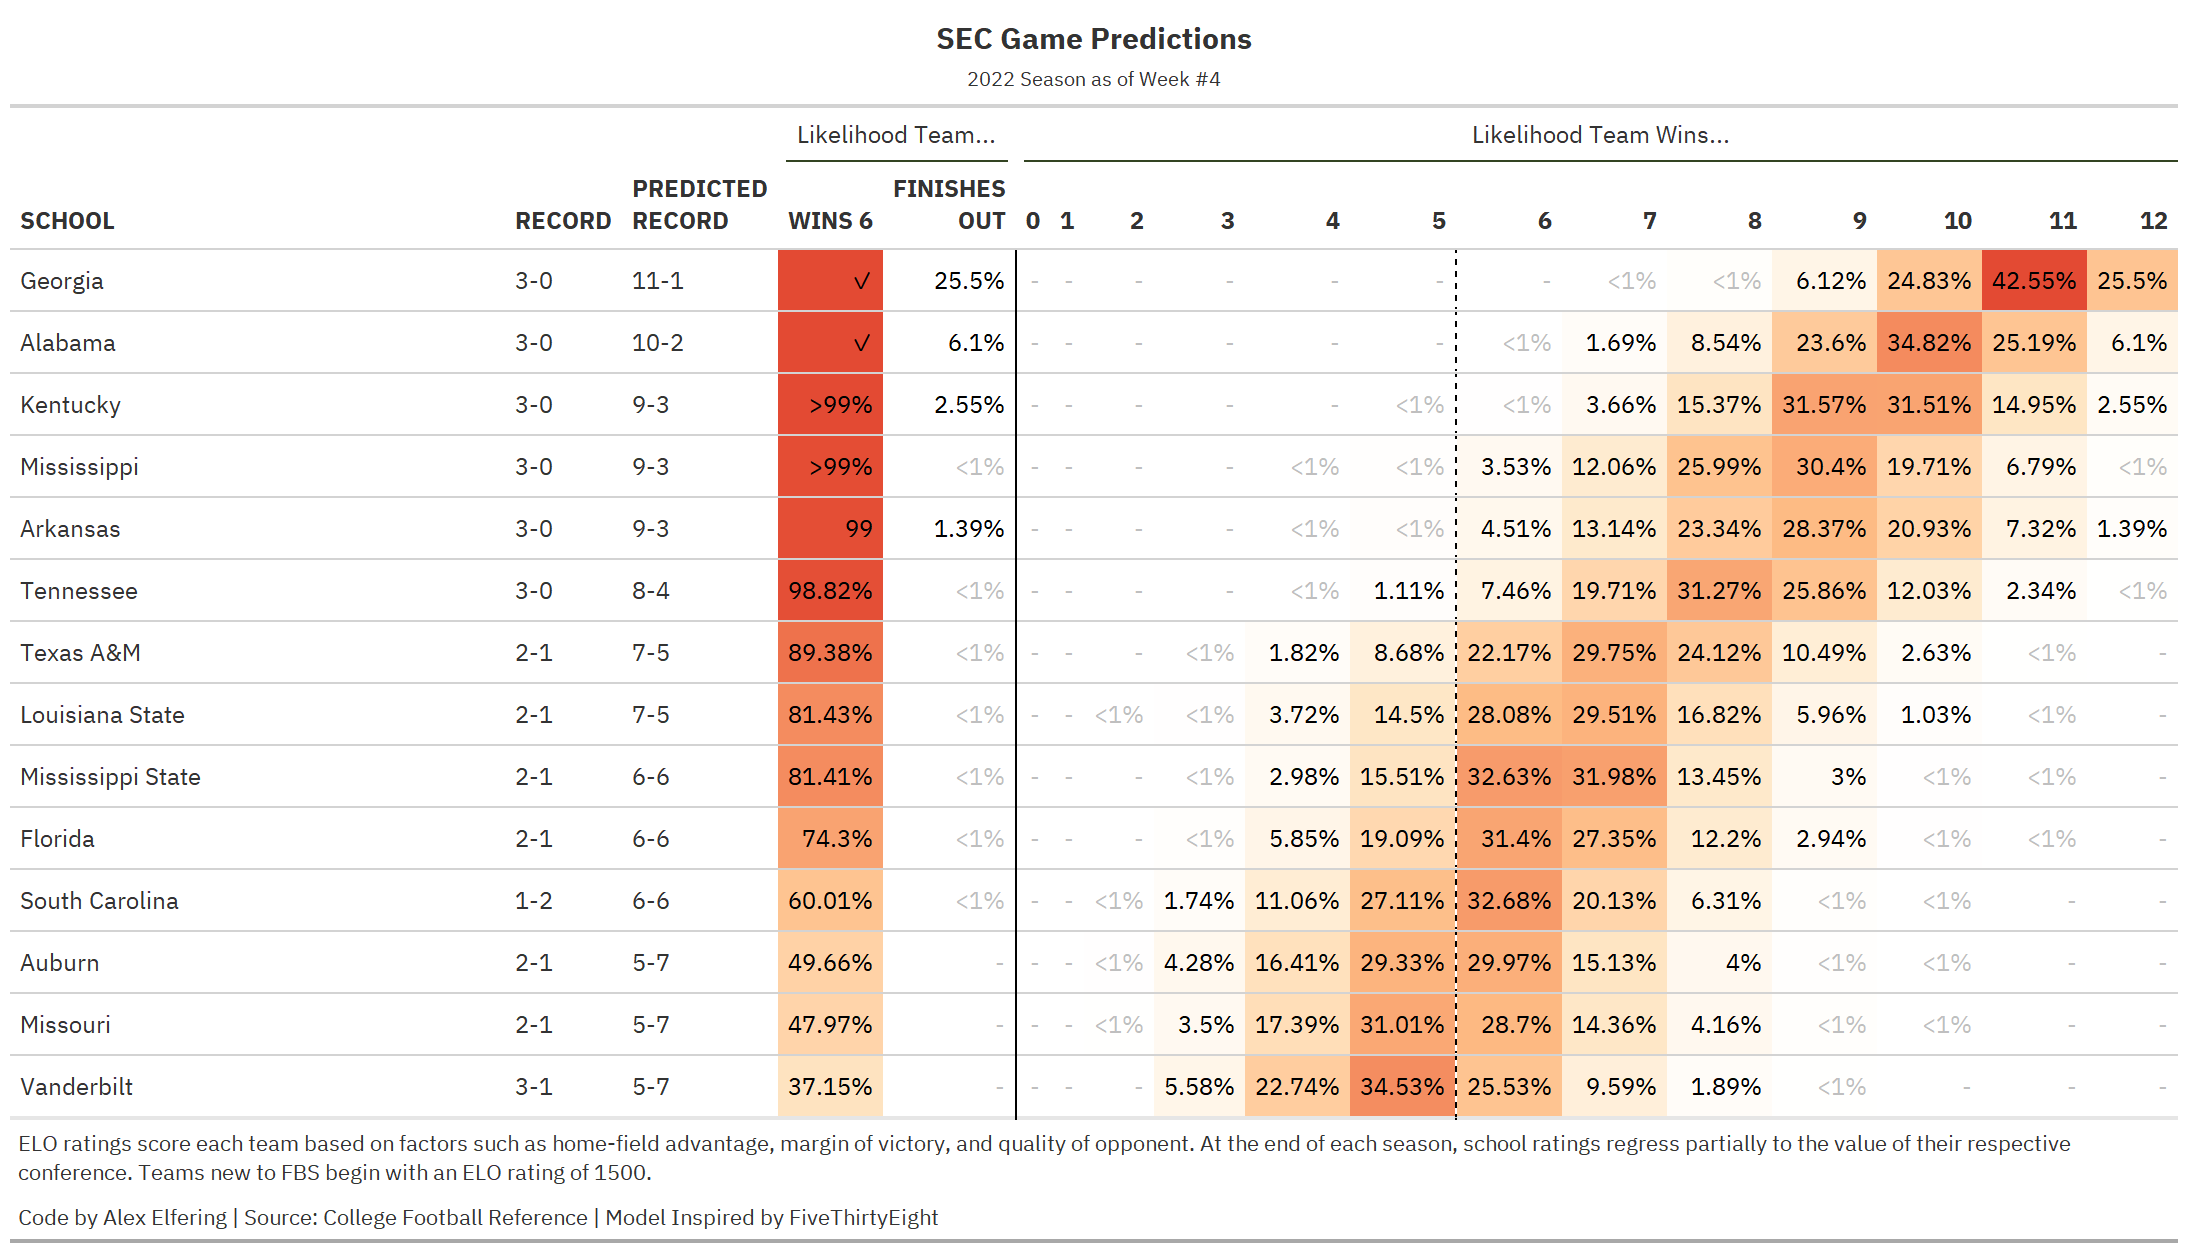 SEC Game Predictions
2022 Season as of Week #4
Likelihood Team... Likelihood Team Wins...
SCHOOL RECORD PREDICTED RECORD WINS 6 FINISHES OUT 0 1 2 3 4 5 6 7 8 9 10 11 12
Georgia 3-0 11-1 ✓ 25.5% - - - - - - - <1% <1% 6.12% 24.83% 42.55% 25.5%
Alabama 3-0 10-2 ✓ 6.1% - - - - - - <1% 1.69% 8.54% 23.6% 34.82% 25.19% 6.1%
Kentucky 3-0 9-3 >99% 2.55% - - - - - <1% <1% 3.66% 15.37% 31.57% 31.51% 14.95% 2.55%
Mississippi 3-0 9-3 >99% <1% - - - - <1% <1% 3.53% 12.06% 25.99% 30.4% 19.71% 6.79% <1%
Arkansas 3-0 9-3 99 1.39% - - - - <1% <1% 4.51% 13.14% 23.34% 28.37% 20.93% 7.32% 1.39%
Tennessee 3-0 8-4 98.82% <1% - - - - <1% 1.11% 7.46% 19.71% 31.27% 25.86% 12.03% 2.34% <1%
Texas A&M 2-1 7-5 89.38% <1% - - - <1% 1.82% 8.68% 22.17% 29.75% 24.12% 10.49% 2.63% <1% -
Louisiana State 2-1 7-5 81.43% <1% - - <1% <1% 3.72% 14.5% 28.08% 29.51% 16.82% 5.96% 1.03% <1% -
Mississippi State 2-1 6-6 81.41% <1% - - - <1% 2.98% 15.51% 32.63% 31.98% 13.45% 3% <1% <1% -
Florida 2-1 6-6 74.3% <1% - - - <1% 5.85% 19.09% 31.4% 27.35% 12.2% 2.94% <1% <1% -
South Carolina 1-2 6-6 60.01% <1% - - <1% 1.74% 11.06% 27.11% 32.68% 20.13% 6.31% <1% <1% - -
Auburn 2-1 5-7 49.66% - - - <1% 4.28% 16.41% 29.33% 29.97% 15.13% 4% <1% <1% - -
Missouri 2-1 5-7 47.97% - - - <1% 3.5% 17.39% 31.01% 28.7% 14.36% 4.16% <1% <1% - -
Vanderbilt 3-1 5-7 37.15% - - - - 5.58% 22.74% 34.53% 25.53% 9.59% 1.89% <1% - - -
ELO ratings score each team based on factors such as home-field advantage, margin of victory, and quality of opponent. At the end of each season, school ratings regress partially to the value of their respective
conference. Teams new to FBS begin with an ELO rating of 1500.
Code by Alex Elfering | Source: College Football Reference | Model Inspired by FiveThirtyEight